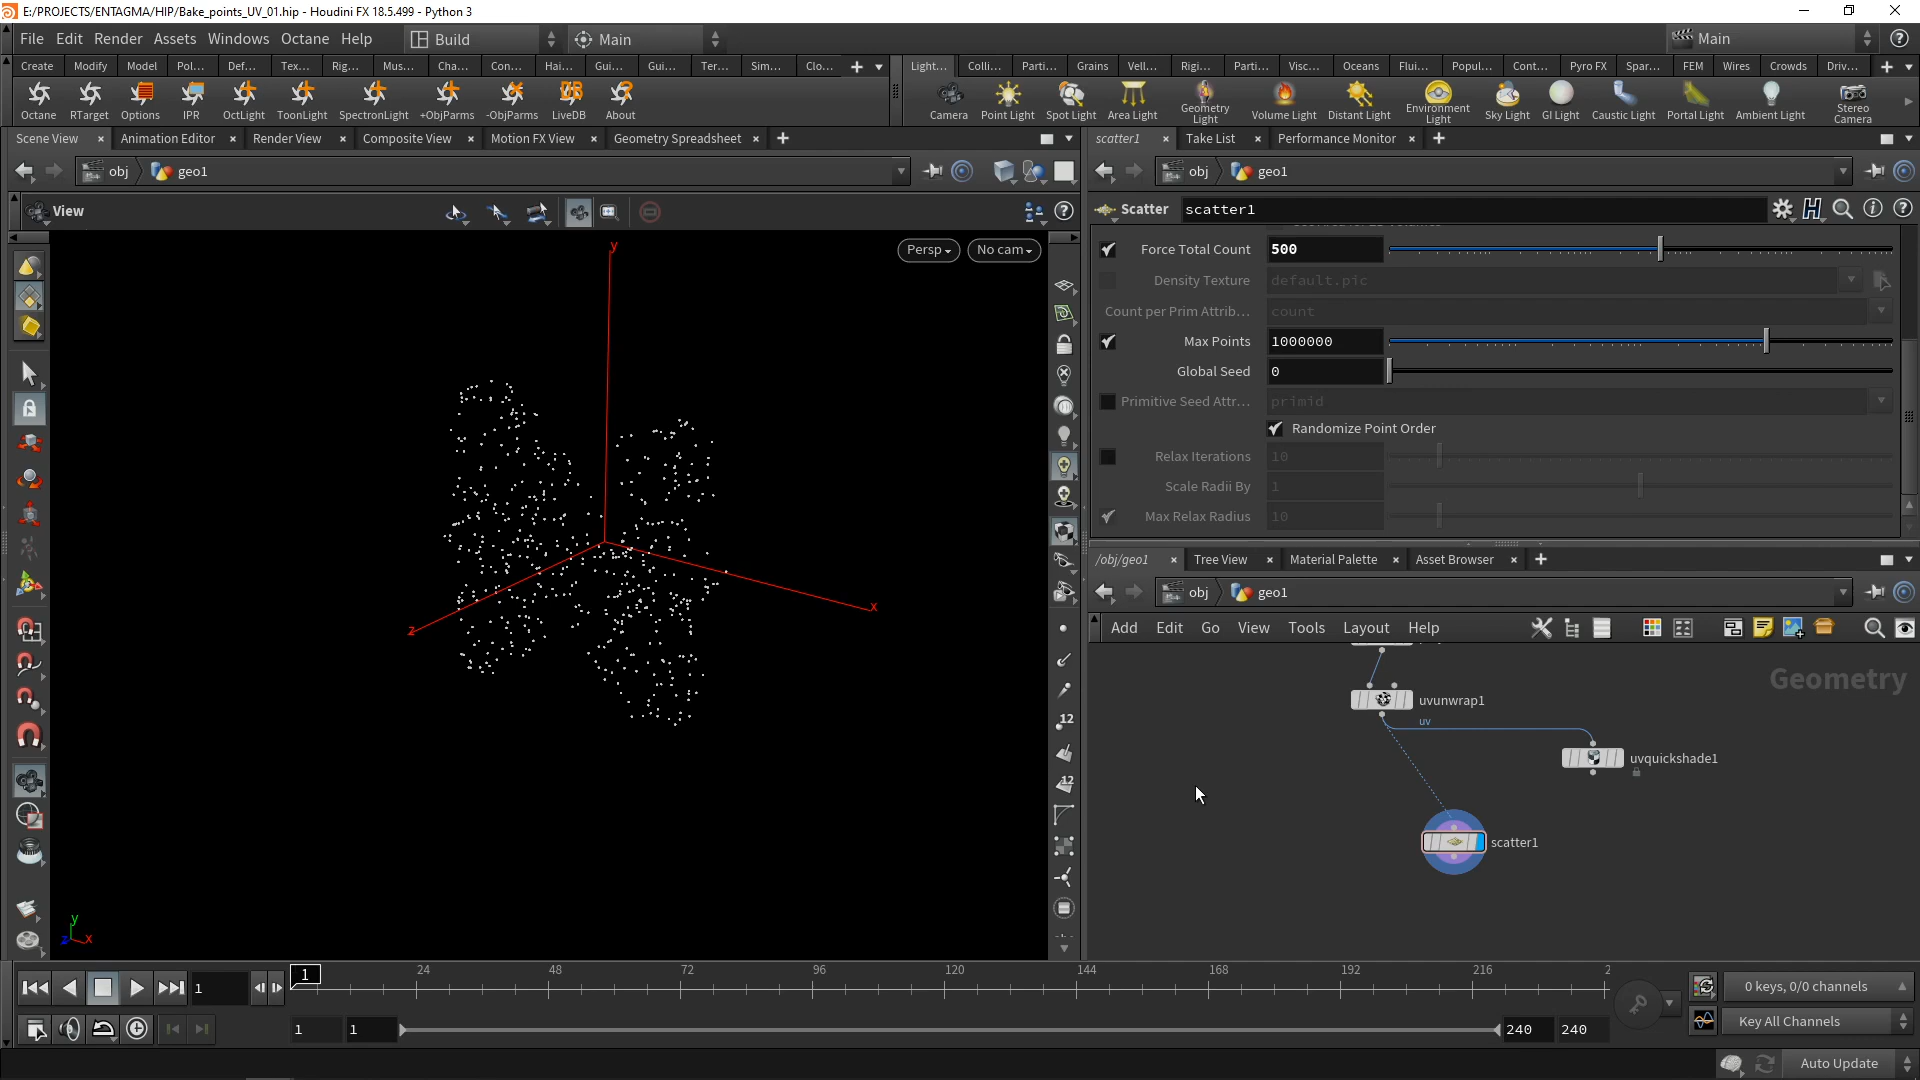 E:/PROJECTS/ENTAGMA/HIP/Bake_points_UV_01.hip - Houdini FX 18.5.499 - Python 3
File Edit Render Assets Windows Octane Help Build Main Main
Create Modify Model Pol... Def... Tex... Rig... Mus... Cha... Con... Hai... Gui... Gui... Ter... Sim... Clo... Light... Colli... Parti... Grains Vell... Rigi... Parti... Visc... Oceans Flui... Popul... Cont... Pyro FX Spar... FEM Wires Crowds Driv...
Octane RTarget Options IPR OctLight ToonLight SpectronLight +ObjParms -ObjParms LiveDB About Camera Point Light Spot Light Area Light Geometry Light Volume Light Distant Light Environment Light Sky Light GI Light Caustic Light Portal Light Ambient Light Stereo Camera
Scene View Animation Editor Render View Composite View Motion FX View Geometry Spreadsheet scatter1 Take List Performance Monitor
obj geo1 obj geo1
View Scatter scatter1
Persp No cam
y
Force Total Count 500
Density Texture default.pic
Count per Prim Attrib... count
Max Points 1000000
Global Seed 0
Primitive Seed Attr... primid
Randomize Point Order
Relax Iterations 10
Scale Radii By 1
Max Relax Radius 10
/obj/geo1 Tree View Material Palette Asset Browser
obj geo1
x
z
Add Edit Go View Tools Layout Help
12
12
Geometry
uvunwrap1
uv
uvquickshade1
scatter1
y
z x
1 1 24 48 72 96 120 144 168 192 216 2
0 keys, 0/0 channels
1 1 240 240 Key All Channels
Auto Update